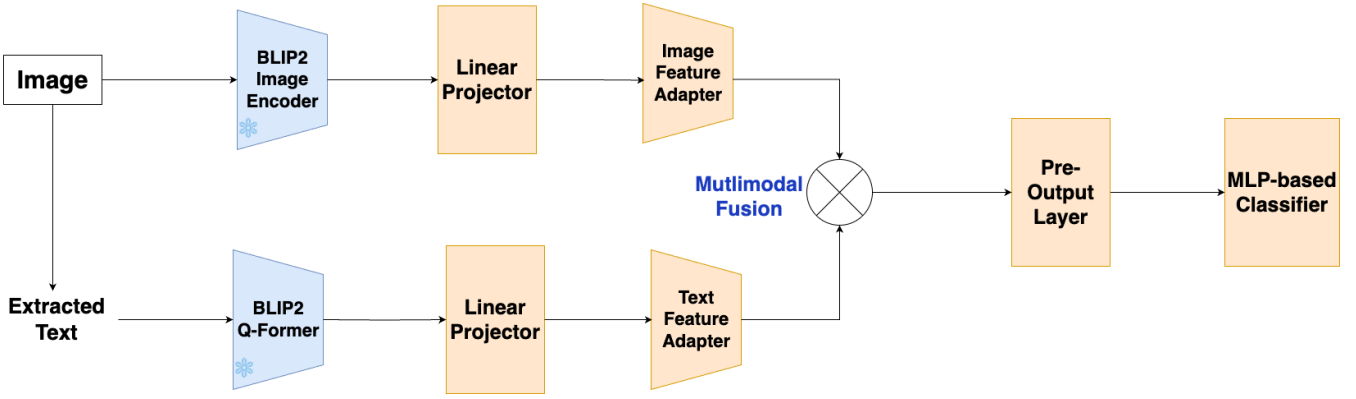 Image
BLIP2
Image
Encoder
Linear
Projector
Image
Feature
Adapter
Mutlimodal
Fusion
Pre-
Output
Layer
MLP-based
Classifier
Extracted
Text
BLIP2
Q-Former
Linear
Projector
Text
Feature
Adapter